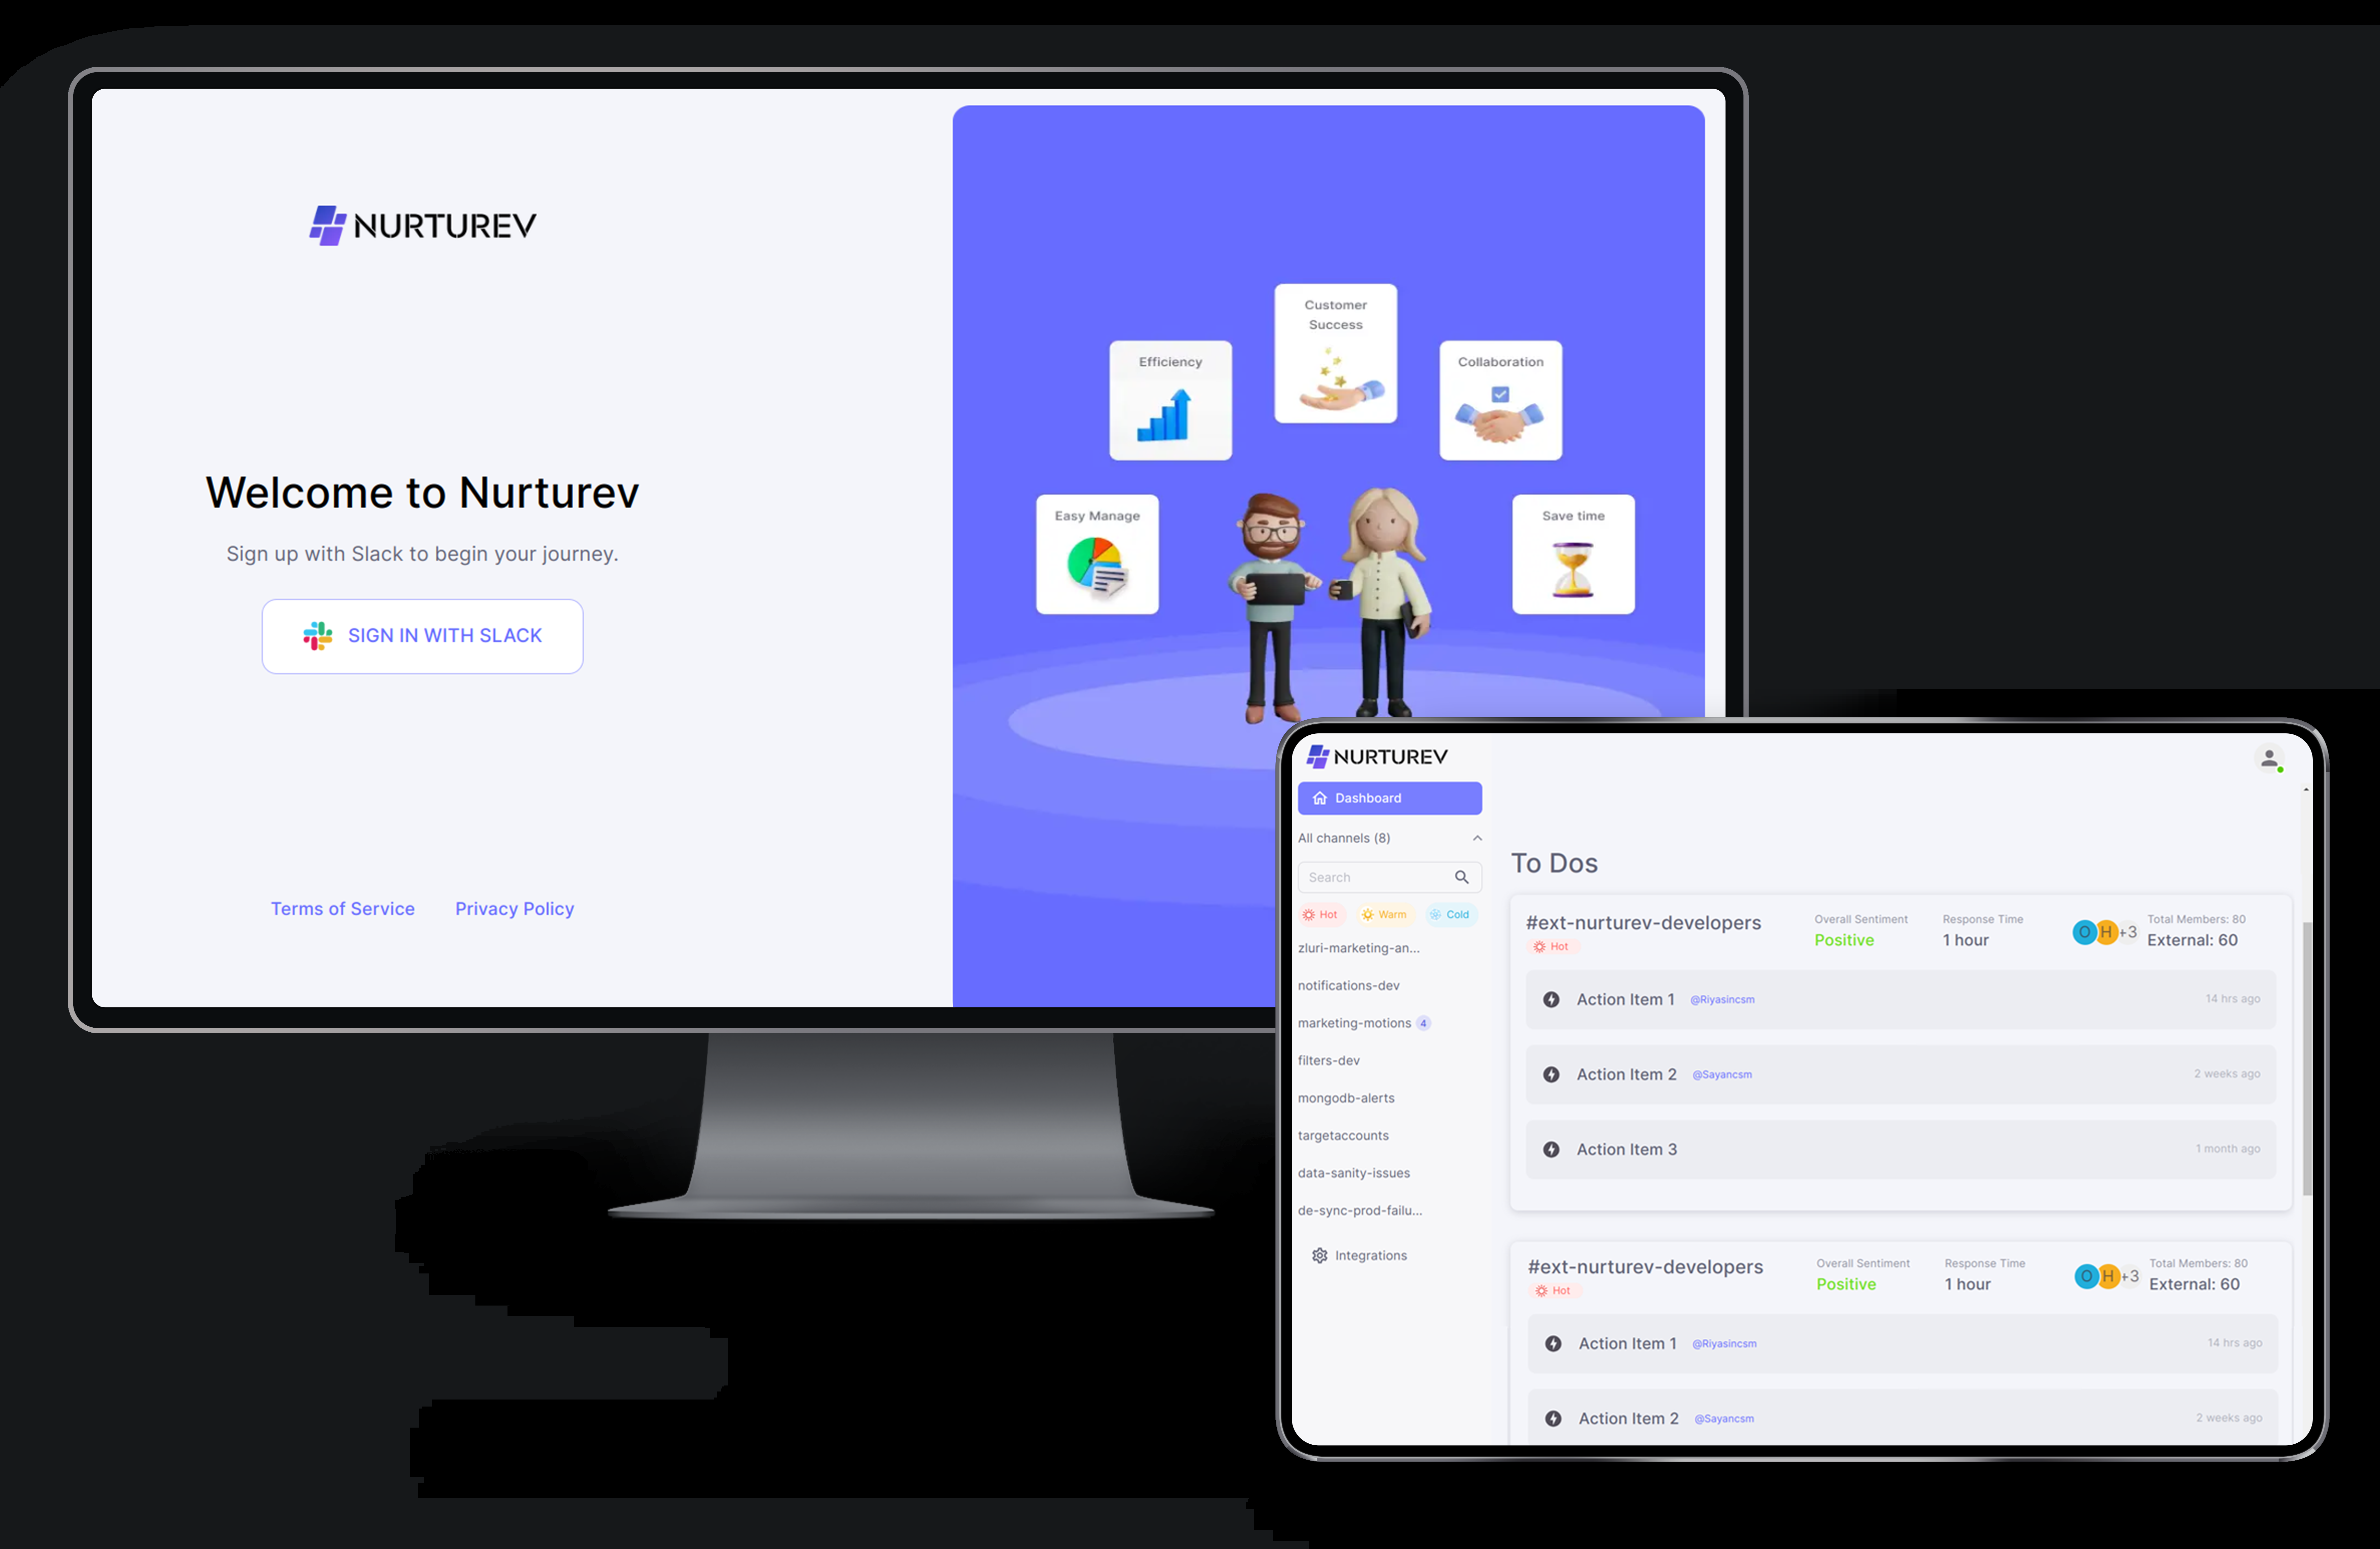 NURTUREV
Welcome to Nurturev
Sign up with Slack to begin your journey.
SIGN IN WITH SLACK
Terms of Service Privacy Policy
Customer
Success
Efficiency
Collaboration
Easy Manage
Save time
NURTUREV
Dashboard
All channels (8)
Search
Hot Warm Cold
zluri-marketing-an...
notifications-dev
marketing-motions 4
filters-dev
mongodb-alerts
targetaccounts
data-sanity-issues
de-sync-prod-failu...
Integrations
To Dos
#ext-nurturev-developers
Hot
Overall Sentiment
Positive
Response Time
1 hour
O H +3
Total Members: 80
External: 60
Action Item 1 @Riyasincsm 14 hrs ago
Action Item 2 @Sayancsm 2 weeks ago
Action Item 3 1 month ago
#ext-nurturev-developers
Hot
Overall Sentiment
Positive
Response Time
1 hour
O H +3
Total Members: 80
External: 60
Action Item 1 @Riyasincsm 14 hrs ago
Action Item 2 @Sayancsm 2 weeks ago